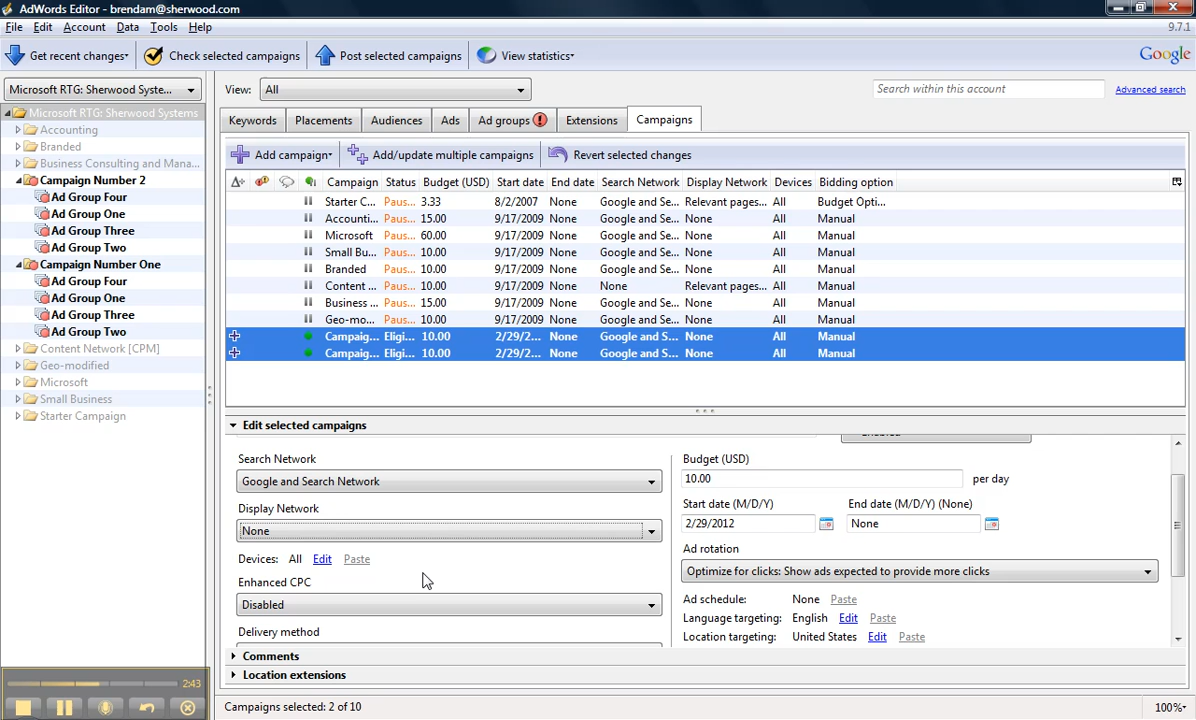 AdWords Editor - brendam@sherwood.com
File Edit Account Data Tools Help
9.7.1
Get recent changes Check selected campaigns Post selected campaigns View statistics
Google
Microsoft RTG: Sherwood Syste...
View: All
Search within this account
Advanced search
Microsoft RTG: Sherwood Systems
Accounting
Branded
Business Consulting and Mana...
Campaign Number 2
Ad Group Four
Ad Group One
Ad Group Three
Ad Group Two
Campaign Number One
Ad Group Four
Ad Group One
Ad Group Three
Ad Group Two
Content Network [CPM]
Geo-modified
Microsoft
Small Business
Starter Campaign
Keywords Placements Audiences Ads Ad groups Extensions Campaigns
Add campaign Add/update multiple campaigns Revert selected changes
Campaign Status Budget (USD) Start date End date Search Network Display Network Devices Bidding option
Starter C... Paus... 3.33 8/2/2007 None Google and Se... Relevant pages... All Budget Opti...
Accounti... Paus... 15.00 9/17/2009 None Google and Se... None All Manual
Microsoft Paus... 60.00 9/17/2009 None Google and Se... None All Manual
Small Bu... Paus... 10.00 9/17/2009 None Google and Se... None All Manual
Branded Paus... 10.00 9/17/2009 None Google and Se... None All Manual
Content ... Paus... 10.00 9/17/2009 None None Relevant pages... All Manual
Business ... Paus... 15.00 9/17/2009 None Google and Se... None All Manual
Geo-mo... Paus... 10.00 9/17/2009 None Google and Se... None All Manual
Campaig... Eligi... 10.00 2/29/2... None Google and S... None All Manual
Campaig... Eligi... 10.00 2/29/2... None Google and S... None All Manual
Edit selected campaigns
Search Network
Google and Search Network
Display Network
None
Devices: All Edit Paste
Enhanced CPC
Disabled
Delivery method
Budget (USD)
10.00 per day
Start date (M/D/Y) End date (M/D/Y) (None)
2/29/2012 None
Ad rotation
Optimize for clicks: Show ads expected to provide more clicks
Ad schedule: None Paste
Language targeting: English Edit Paste
Location targeting: United States Edit Paste
Comments
Location extensions
2:43
Campaigns selected: 2 of 10
100%